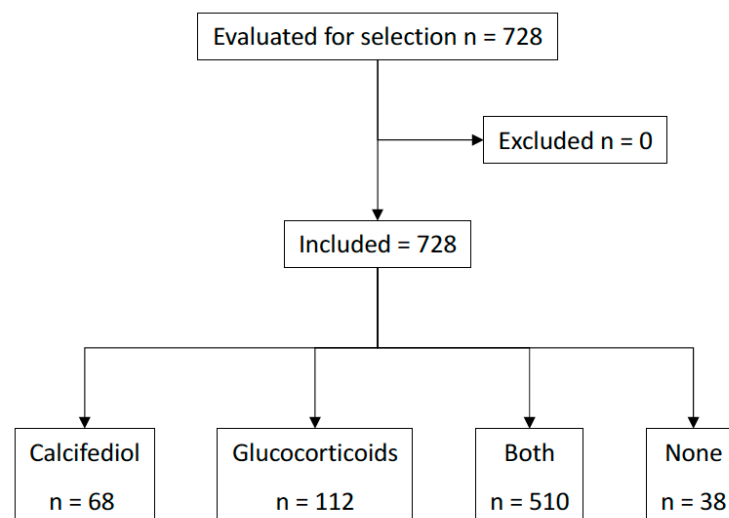 Evaluated for selection n = 728
Excluded n = 0
Included = 728
Calcifediol
n = 68
Glucocorticoids
n = 112
Both
n = 510
None
n = 38